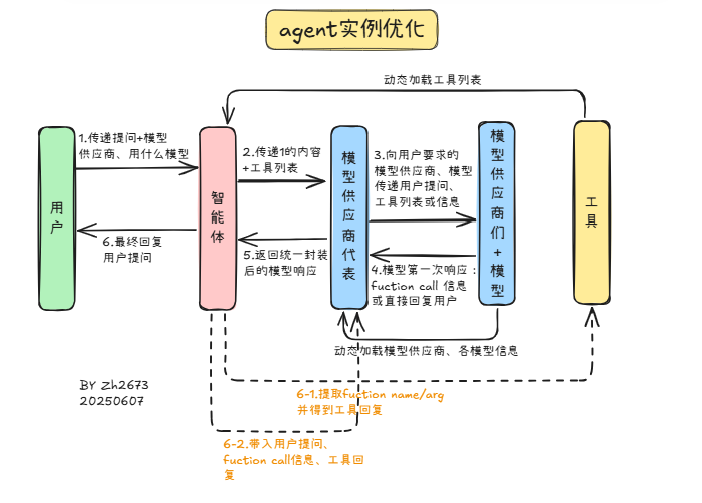 agent实例优化
动态加载工具列表
1.传递提问+模型
供应商、用什么模型
2.传递1的内容
+工具列表
3.向用户要求的
模型供应商、模型
传递用户提问、
工具列表或信息
用户
智能体
模型供应商代表
模型供应商们+模型
工具
6.最终回复
用户提问
5.返回统一封装
后的模型响应
4.模型第一次响应：
fuction call 信息
或直接回复用户
动态加载模型供应商、各模型信息
BY Zh2673
20250607
6-1.提取fuction name/arg
并得到工具回复
6-2.带入用户提问、
fuction call信息、工具回
复